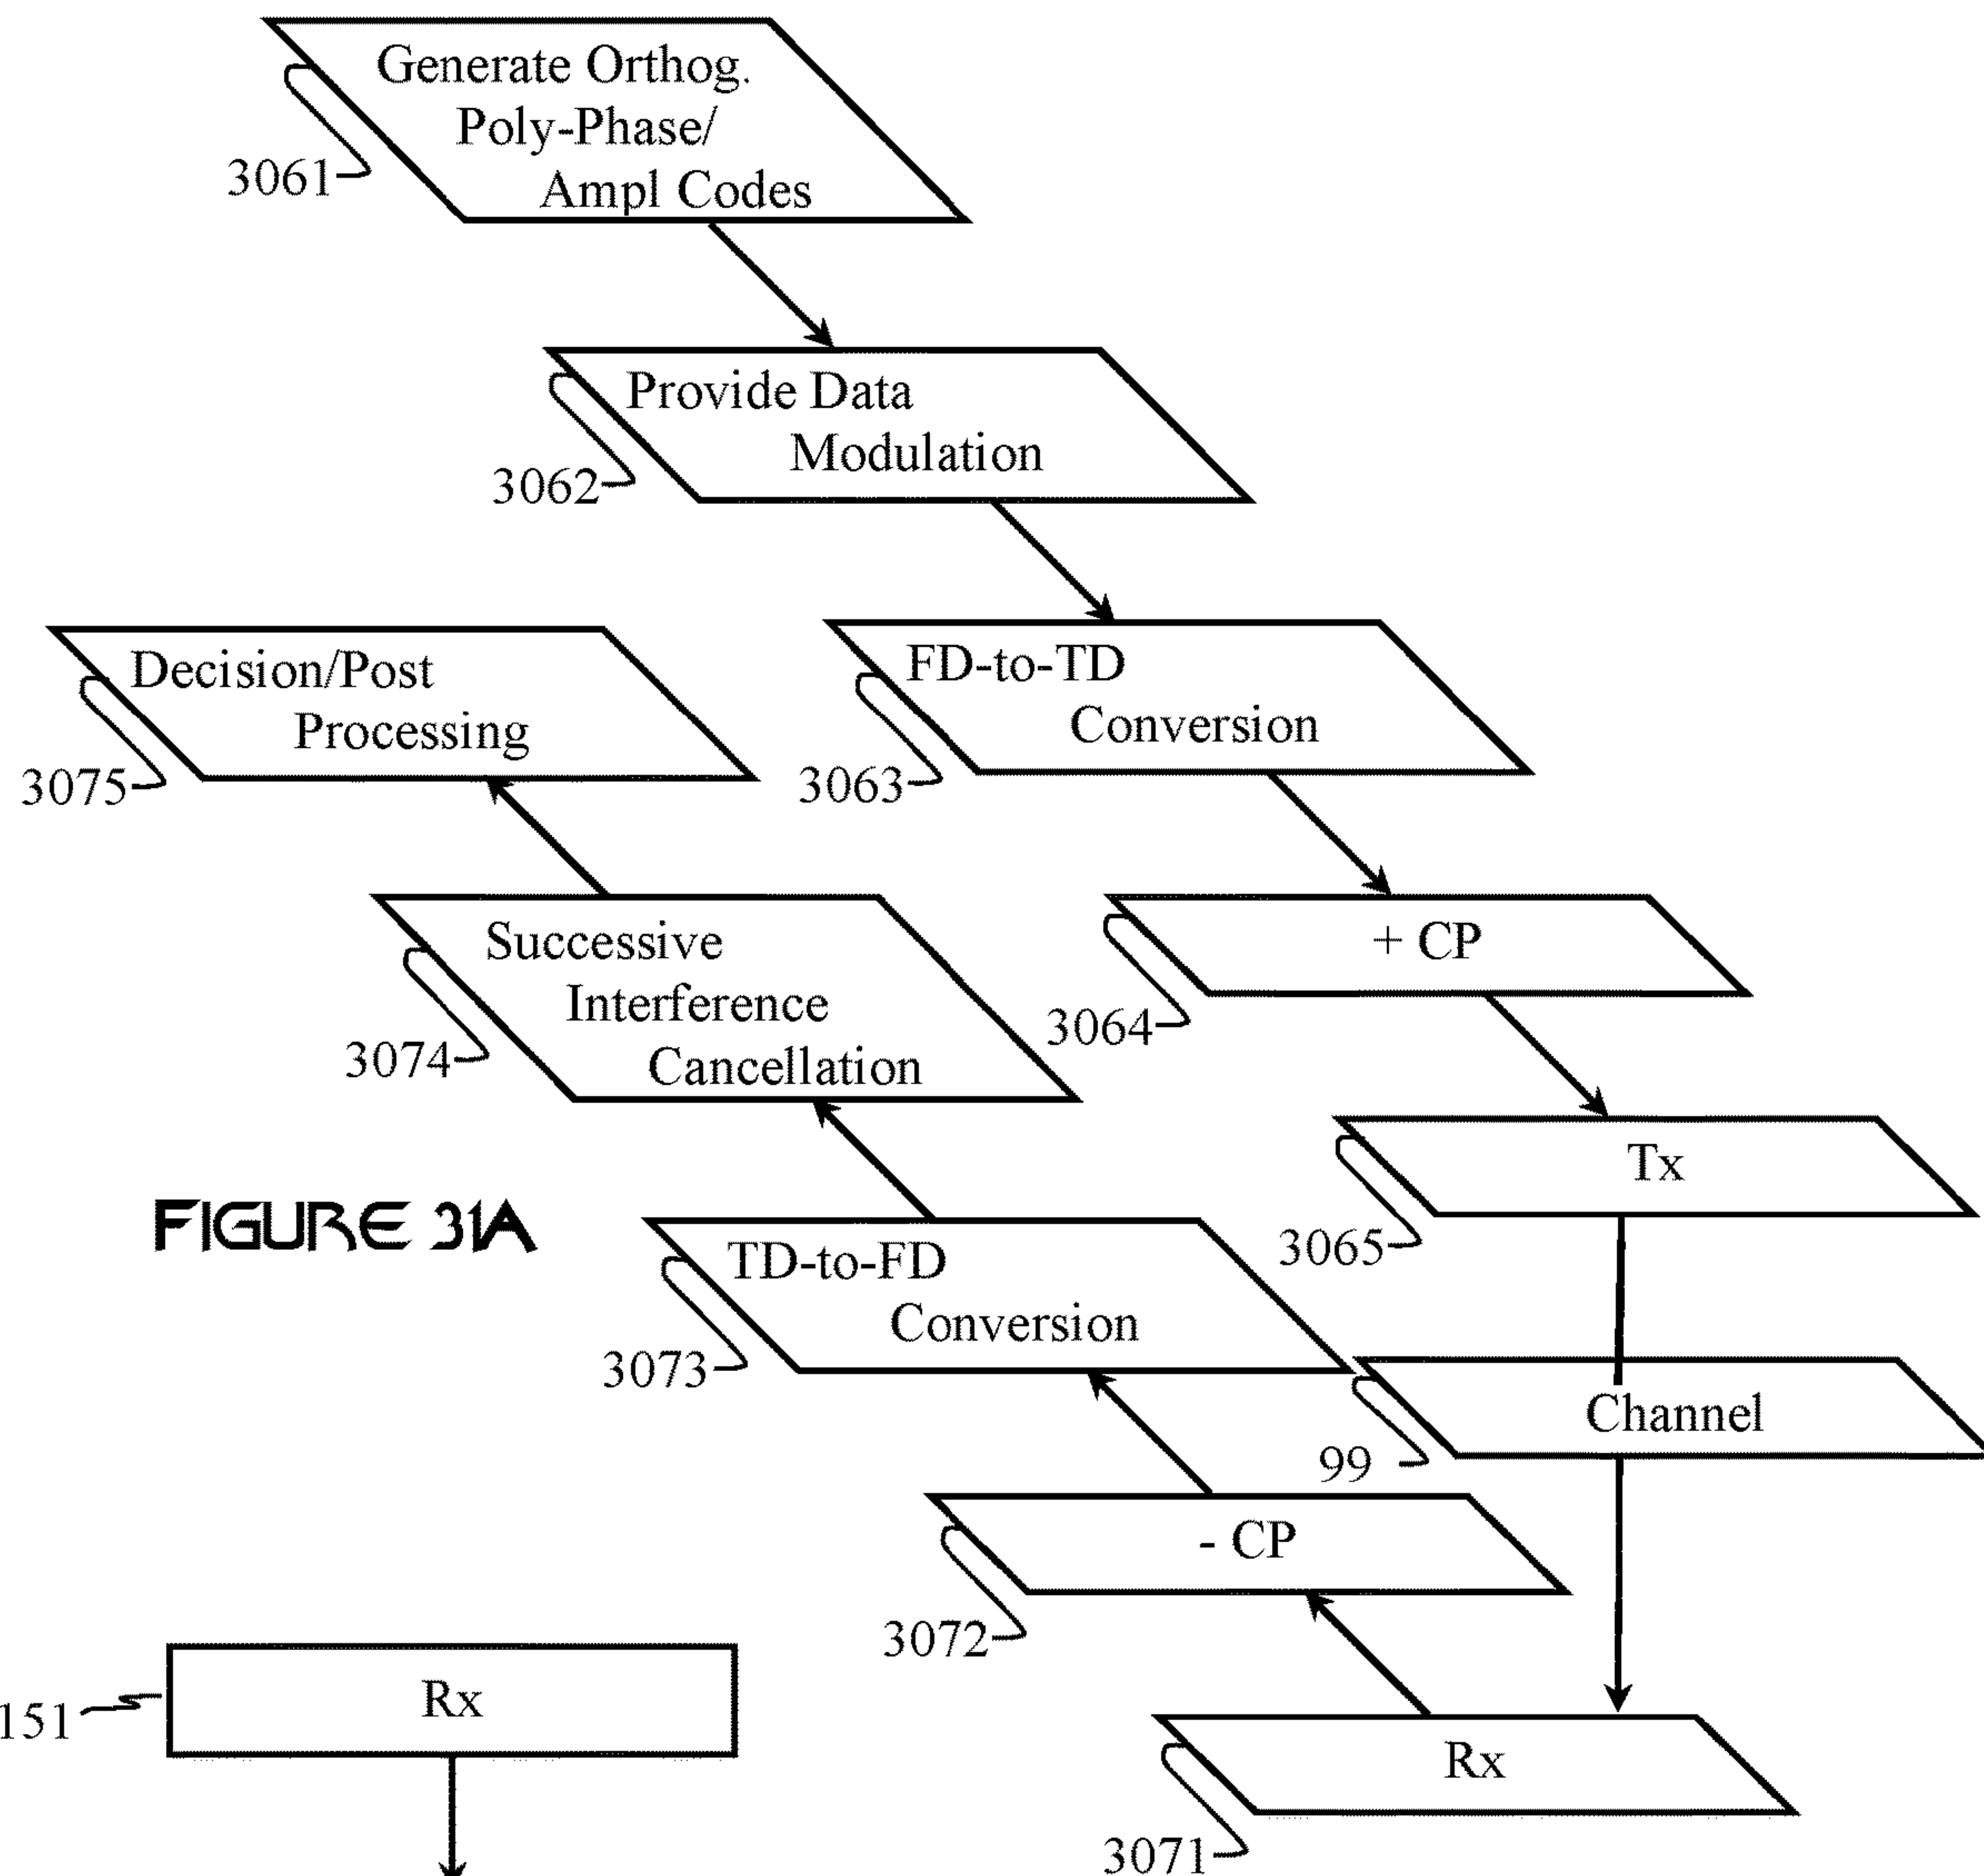 Generate Orthog.
Poly-Phase/
Ampl Codes
3061
Provide Data
Modulation
3062
Decision/Post
Processing
3075
FD-to-TD
Conversion
3063
Successive
Interference
Cancellation
3074
+ CP
3064
Tx
3065
FIGURE 31A
TD-to-FD
Conversion
3073
Channel
99
- CP
3072
Rx
151
Rx
3071